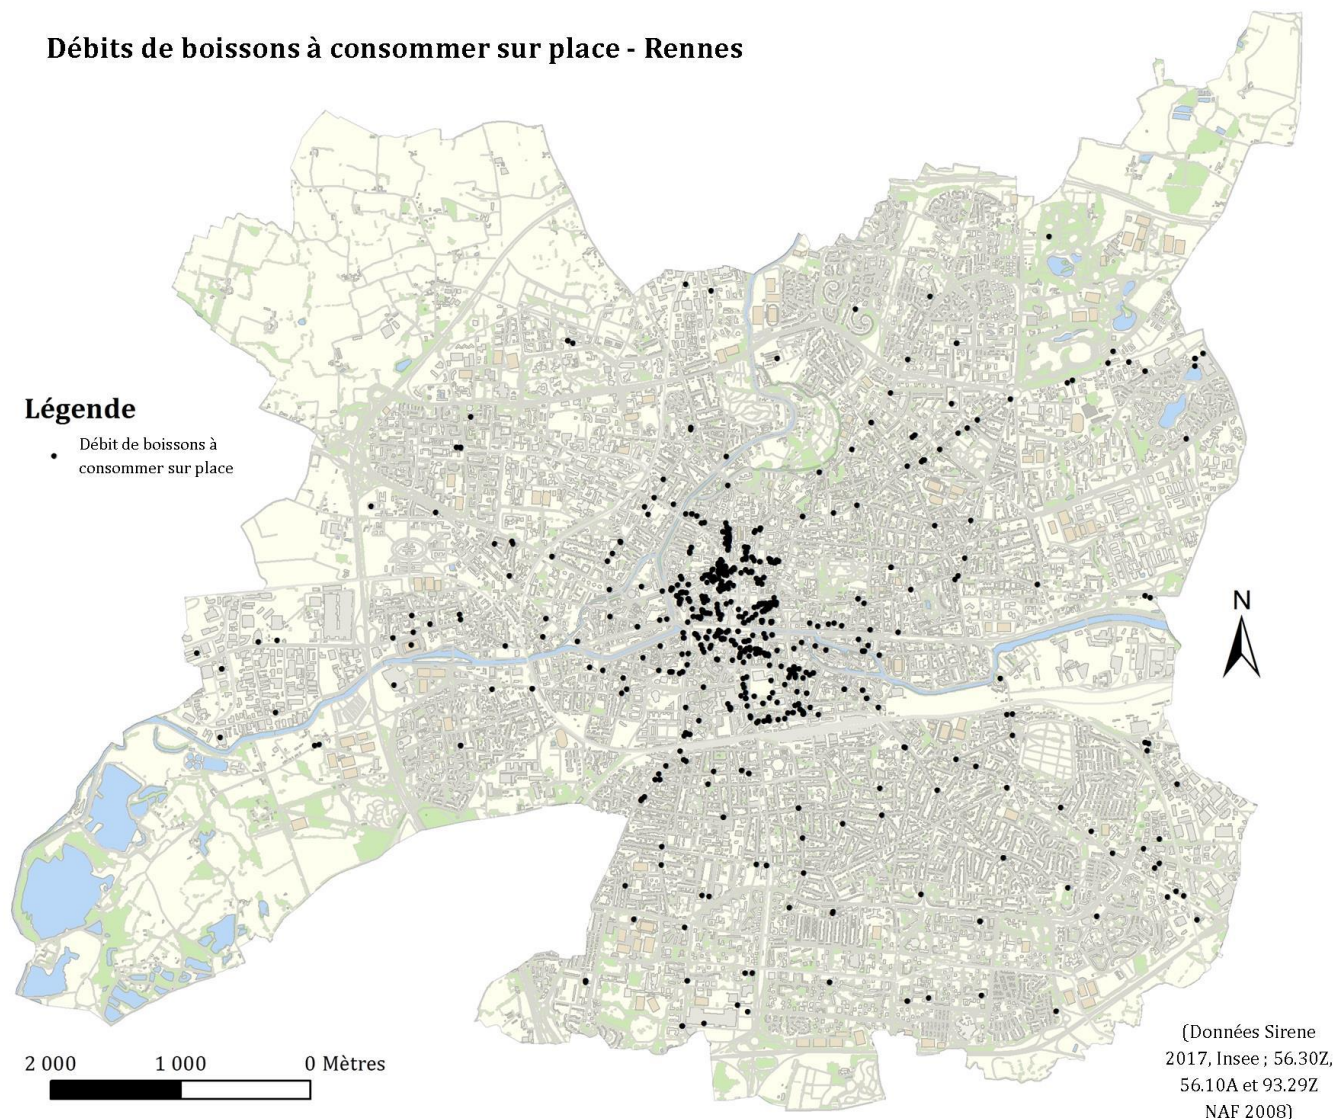 Débits de boissons à consommer sur place - Rennes
Légende
Débit de boissons à
consommer sur place
N
2 000 1 000 0 Mètres
(Données Sirene
2017, Insee ; 56.30Z,
56.10A et 93.29Z
NAF 2008)